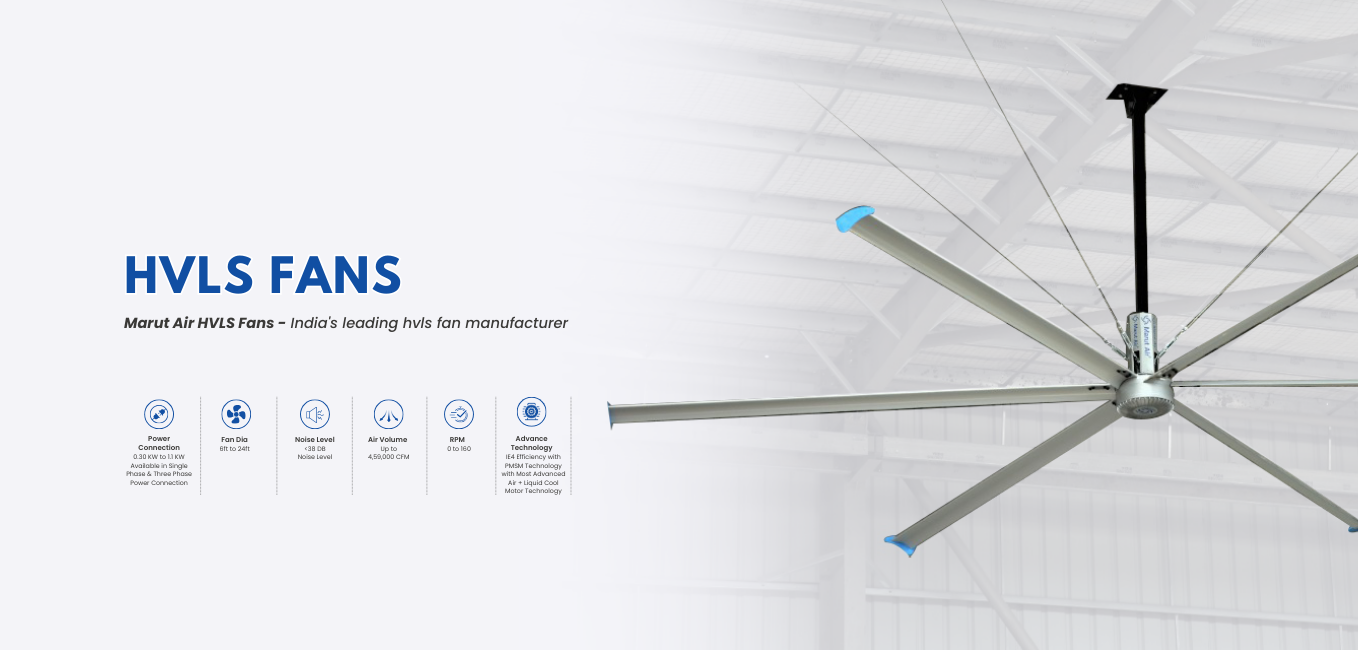 HVLS FANS
Marut Air HVLS Fans - India's leading hvls fan manufacturer
Power
Connection
0.30 KW to 1.1 KW
Available in Single
Phase & Three Phase
Power Connection
Fan Dia
6ft to 24ft
Noise Level
<38 DB
Noise Level
Air Volume
Up to
4,59,000 CFM
RPM
0 to 160
Advance
Technology
IE4 Efficiency with
PMSM Technology
with Most Advanced
Air + Liquid Cool
Motor Technology
Marut Air